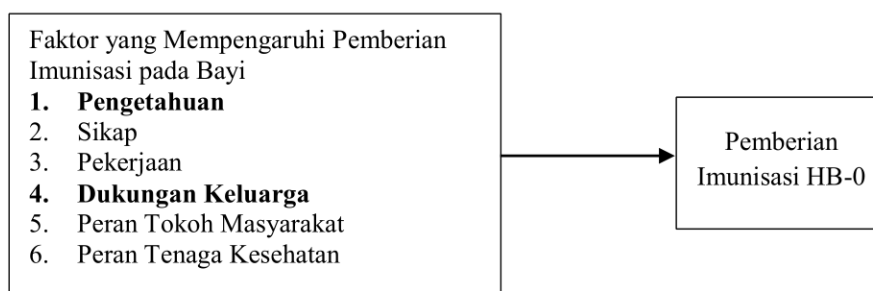 Faktor yang Mempengaruhi Pemberian
Imunisasi pada Bayi
1. Pengetahuan
2. Sikap
3. Pekerjaan
4. Dukungan Keluarga
5. Peran Tokoh Masyarakat
6. Peran Tenaga Kesehatan
Pemberian
Imunisasi HB-0